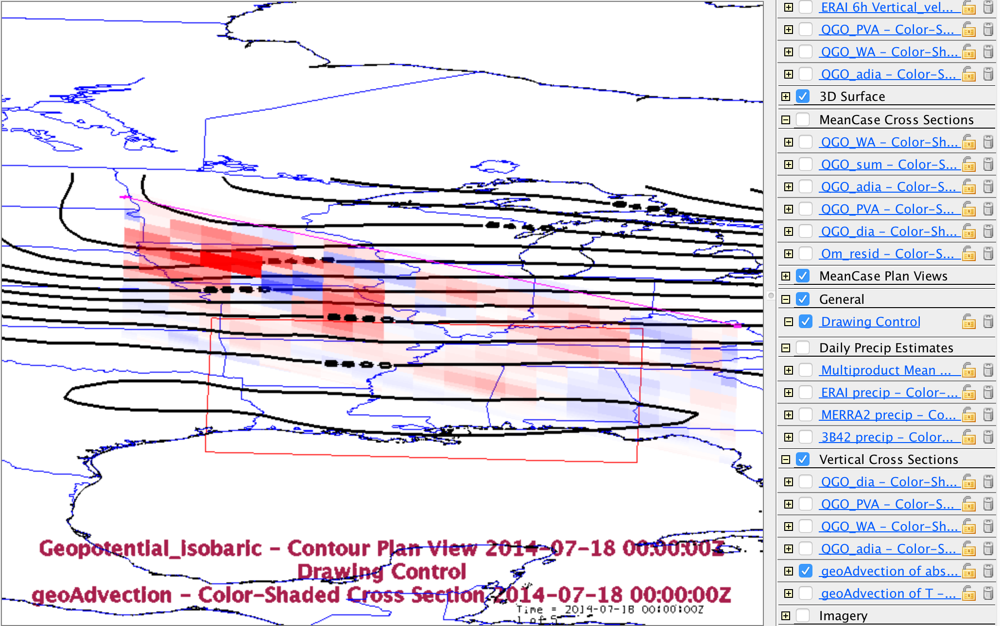 ERAI 6h Vertical_vel...
QGO_PVA - Color-S...
QGO_WA - Color-Sh...
QGO_adia - Color-S...
3D Surface
MeanCase Cross Sections
QGO_WA - Color-Sh...
QGO_sum - Color-S...
QGO_adia - Color-S...
QGO_PVA - Color-S...
QGO_dia - Color-Sh...
Om_resid - Color-S...
MeanCase Plan Views
General
Drawing Control
Daily Precip Estimates
Multiproduct Mean ...
ERAI precip - Color-...
MERRA2 precip - Co...
3B42 precip - Color...
Vertical Cross Sections
QGO_dia - Color-Sh...
QGO_PVA - Color-S...
QGO_WA - Color-Sh...
QGO_adia - Color-S...
geoAdvection of abs...
geoAdvection of T -...
Imagery
Geopotential_isobaric - Contour Plan View 2014-07-18 00:00:00Z
Drawing Control
geoAdvection - Color-Shaded Cross Section 2014-07-18 00:00:00Z
Time = 2014-07-18 00:00:00Z
1 of 5